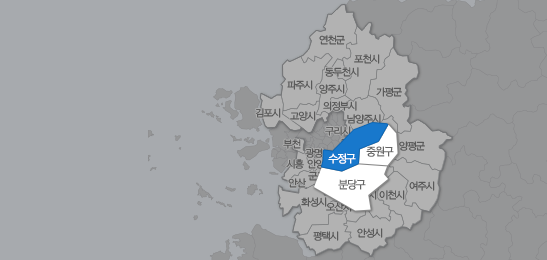 연천군
포천시
동두천시
파주시
양주시
가평군
의정부시
김포시
고양시
남양주시
구리시
부천
광명
수정구
중원구
양평군
시흥
안양
군
안산
분당구
여주시
시
이천시
화성시
오산시
평택시
안성시